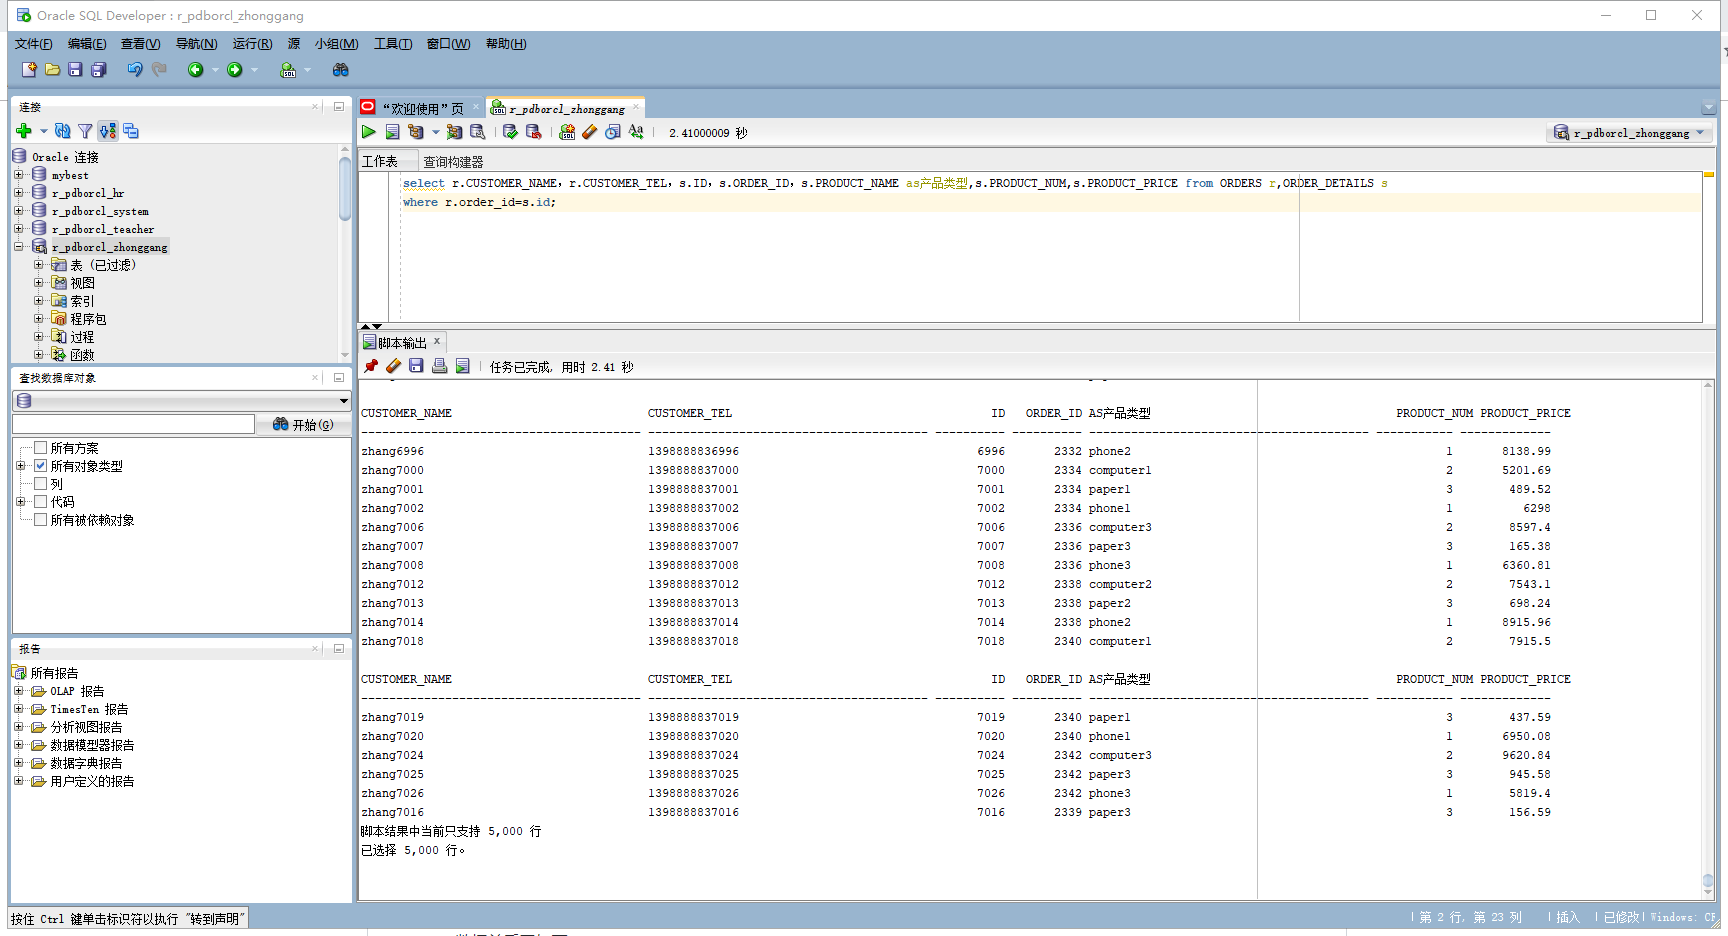 Oracle SQL Developer : r_pdborcl_zhonggang
文件(F) 编辑(E) 查看(V) 导航(N) 运行(R) 源 小组(M) 工具(T) 窗口(W) 帮助(H)
连接
Oracle 连接
mybest
r_pdborcl_hr
r_pdborcl_system
r_pdborcl_teacher
r_pdborcl_zhonggang
表 (已过滤)
视图
索引
程序包
过程
函数
查找数据库对象
开始(G)
所有方案
所有对象类型
列
代码
所有被依赖对象
报告
所有报告
OLAP 报告
TimesTen 报告
分析视图报告
数据模型器报告
数据字典报告
用户定义的报告
“欢迎使用”页 r_pdborcl_zhonggang
2.41000009 秒 r_pdborcl_zhonggang
工作表 查询构建器
select r.CUSTOMER_NAME, r.CUSTOMER_TEL, s.ID, s.ORDER_ID, s.PRODUCT_NAME as产品类型,s.PRODUCT_NUM,s.PRODUCT_PRICE from ORDERS r,ORDER_DETAILS s
where r.order_id=s.id;
脚本输出
任务已完成, 用时 2.41 秒
CUSTOMER_NAME CUSTOMER_TEL ID ORDER_ID AS产品类型 PRODUCT_NUM PRODUCT_PRICE
zhang6996 1398888836996 6996 2332 phone2 1 8138.99
zhang7000 1398888837000 7000 2334 computer1 2 5201.69
zhang7001 1398888837001 7001 2334 paper1 3 489.52
zhang7002 1398888837002 7002 2334 phone1 1 6298
zhang7006 1398888837006 7006 2336 computer3 2 8597.4
zhang7007 1398888837007 7007 2336 paper3 3 165.38
zhang7008 1398888837008 7008 2336 phone3 1 6360.81
zhang7012 1398888837012 7012 2338 computer2 2 7543.1
zhang7013 1398888837013 7013 2338 paper2 3 698.24
zhang7014 1398888837014 7014 2338 phone2 1 8915.96
zhang7018 1398888837018 7018 2340 computer1 2 7915.5
CUSTOMER_NAME CUSTOMER_TEL ID ORDER_ID AS产品类型 PRODUCT_NUM PRODUCT_PRICE
zhang7019 1398888837019 7019 2340 paper1 3 437.59
zhang7020 1398888837020 7020 2340 phone1 1 6950.08
zhang7024 1398888837024 7024 2342 computer3 2 9620.84
zhang7025 1398888837025 7025 2342 paper3 3 945.58
zhang7026 1398888837026 7026 2342 phone3 1 5819.4
zhang7016 1398888837016 7016 2339 paper3 3 156.59
脚本结果中当前只支持 5,000 行
已选择 5,000 行。
按住 Ctrl 键单击标识符以执行 "转到声明"
第 2 行, 第 23 列 插入 已修改 Windows: CR